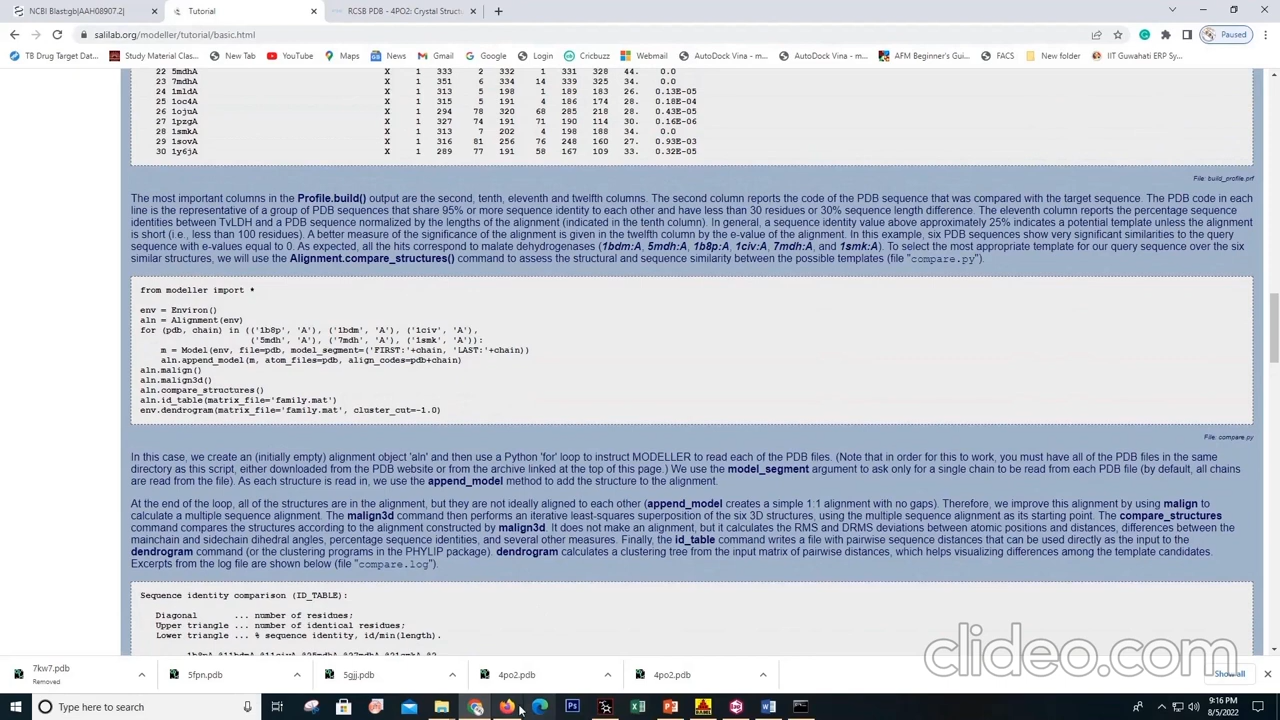 NCBI Blast:gb|AAH08907.2|
Tutorial
RCSB PDB - 4PO2: Crystal Struct
salilab.org/modeller/tutorial/basic.html
Paused
TB Drug Target Dat...
Study Material Class...
New Tab
YouTube
Maps
News
Gmail
Google
Login
Cricbuzz
Webmail
AutoDock Vina - m...
AutoDock Vina - m...
AFM Beginner's Gui...
FACS
New folder
IIT Guwahati ERP Sy...
22 5mdhA X 1 333 2 332 1 331 328 44. 0.0
23 7mdhA X 1 351 6 334 14 339 325 34. 0.0
24 1mldA X 1 313 5 198 1 189 183 26. 0.13E-05
25 1oc4A X 1 315 5 191 4 186 174 28. 0.18E-04
26 1ojuA X 1 294 78 320 68 285 218 28. 0.43E-05
27 1pzgA X 1 327 74 191 71 190 114 30. 0.16E-06
28 1smkA X 1 313 7 202 4 198 188 34. 0.0
29 1sovA X 1 316 81 256 76 248 160 27. 0.93E-03
30 1y6jA X 1 289 77 191 58 167 109 33. 0.32E-05
File: build_profile.prf
The most important columns in the Profile.build() output are the second, tenth, eleventh and twelfth columns. The second column reports the code of the PDB sequence that was compared with the target sequence. The PDB code in each
line is the representative of a group of PDB sequences that share 95% or more sequence identity to each other and have less than 30 residues or 30% sequence length difference. The eleventh column reports the percentage sequence
identities between TvLDH and a PDB sequence normalized by the lengths of the alignment (indicated in the tenth column). In general, a sequence identity value above approximately 25% indicates a potential template unless the alignment
is short (i.e., less than 100 residues). A better measure of the significance of the alignment is given in the twelfth column by the e-value of the alignment. In this example, six PDB sequences show very significant similarities to the query
sequence with e-values equal to 0. As expected, all the hits correspond to malate dehydrogenases (1bdm:A, 5mdh:A, 1b8p:A, 1civ:A, 7mdh:A, and 1smk:A). To select the most appropriate template for our query sequence over the six
similar structures, we will use the Alignment.compare_structures() command to assess the structural and sequence similarity between the possible templates (file "compare.py").
from modeller import *
env = Environ()
aln = Alignment(env)
for (pdb, chain) in (('1b8p', 'A'), ('1bdm', 'A'), ('1civ', 'A'),
('5mdh', 'A'), ('7mdh', 'A'), ('1smk', 'A')):
m = Model(env, file=pdb, model_segment=('FIRST:'+chain, 'LAST:'+chain))
aln.append_model(m, atom_files=pdb, align_codes=pdb+chain)
aln.malign()
aln.malign3d()
aln.compare_structures()
aln.id_table(matrix_file='family.mat')
env.dendrogram(matrix_file='family.mat', cluster_cut=-1.0)
File: compare.py
In this case, we create an (initially empty) alignment object 'aln' and then use a Python 'for' loop to instruct MODELLER to read each of the PDB files. (Note that in order for this to work, you must have all of the PDB files in the same
directory as this script, either downloaded from the PDB website or from the archive linked at the top of this page.) We use the model_segment argument to ask only for a single chain to be read from each PDB file (by default, all chains
are read from the file). As each structure is read in, we use the append_model method to add the structure to the alignment.
At the end of the loop, all of the structures are in the alignment, but they are not ideally aligned to each other (append_model creates a simple 1:1 alignment with no gaps). Therefore, we improve this alignment by using malign to
calculate a multiple sequence alignment. The malign3d command then performs an iterative least-squares superposition of the six 3D structures, using the multiple sequence alignment as its starting point. The compare_structures
command compares the structures according to the alignment constructed by malign3d. It does not make an alignment, but it calculates the RMS and DRMS deviations between atomic positions and distances, differences between the
mainchain and sidechain dihedral angles, percentage sequence identities, and several other measures. Finally, the id_table command writes a file with pairwise sequence distances that can be used directly as the input to the
dendrogram command (or the clustering programs in the PHYLIP package). dendrogram calculates a clustering tree from the input matrix of pairwise distances, which helps visualizing differences among the template candidates.
Excerpts from the log file are shown below (file "compare.log").
Sequence identity comparison (ID_TABLE):
Diagonal ... number of residues;
Upper triangle ... number of identical residues;
Lower triangle ... % sequence identity, id/min(length).
clideo.com
7kw7.pdb
Removed
5fpn.pdb
5gjj.pdb
4po2.pdb
4po2.pdb
Show all
Type here to search
9:16 PM
8/5/2022